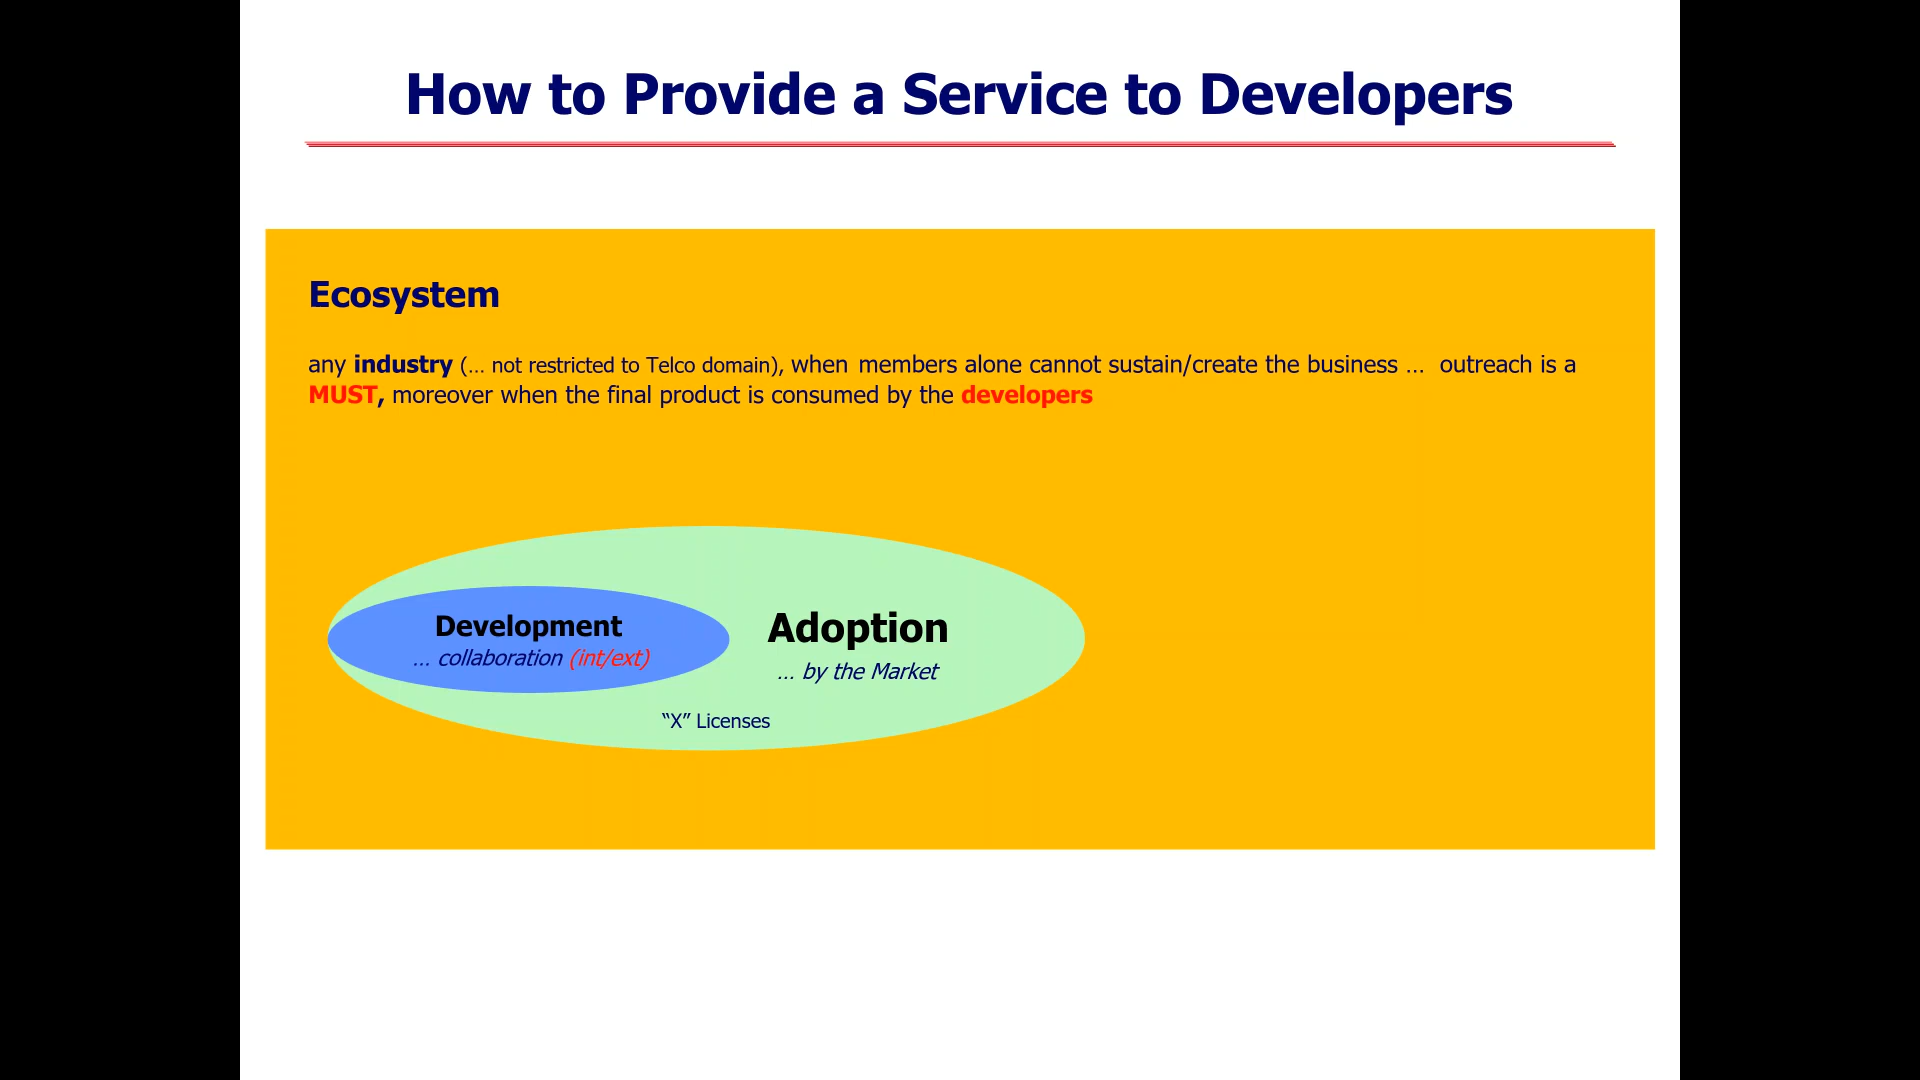 How to Provide a Service to Developers
Ecosystem
any industry (… not restricted to Telco domain), when members alone cannot sustain/create the business … outreach is a
MUST, moreover when the final product is consumed by the developers
Development
… collaboration (int/ext)
Adoption
… by the Market
“X” Licenses